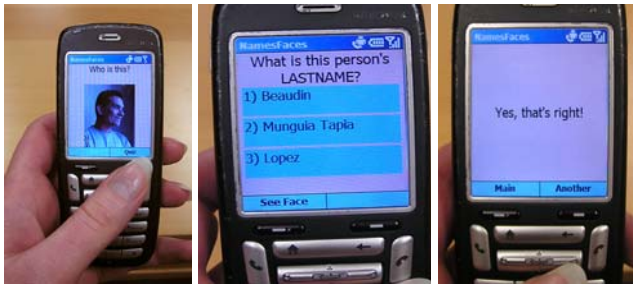 NamesFaces
Who is this?
Quiz
NamesFaces
What is this person's
LASTNAME?
1) Beaudin
2) Munguia Tapia
3) Lopez
See Face
NamesFaces
Yes, that's right!
Main Another